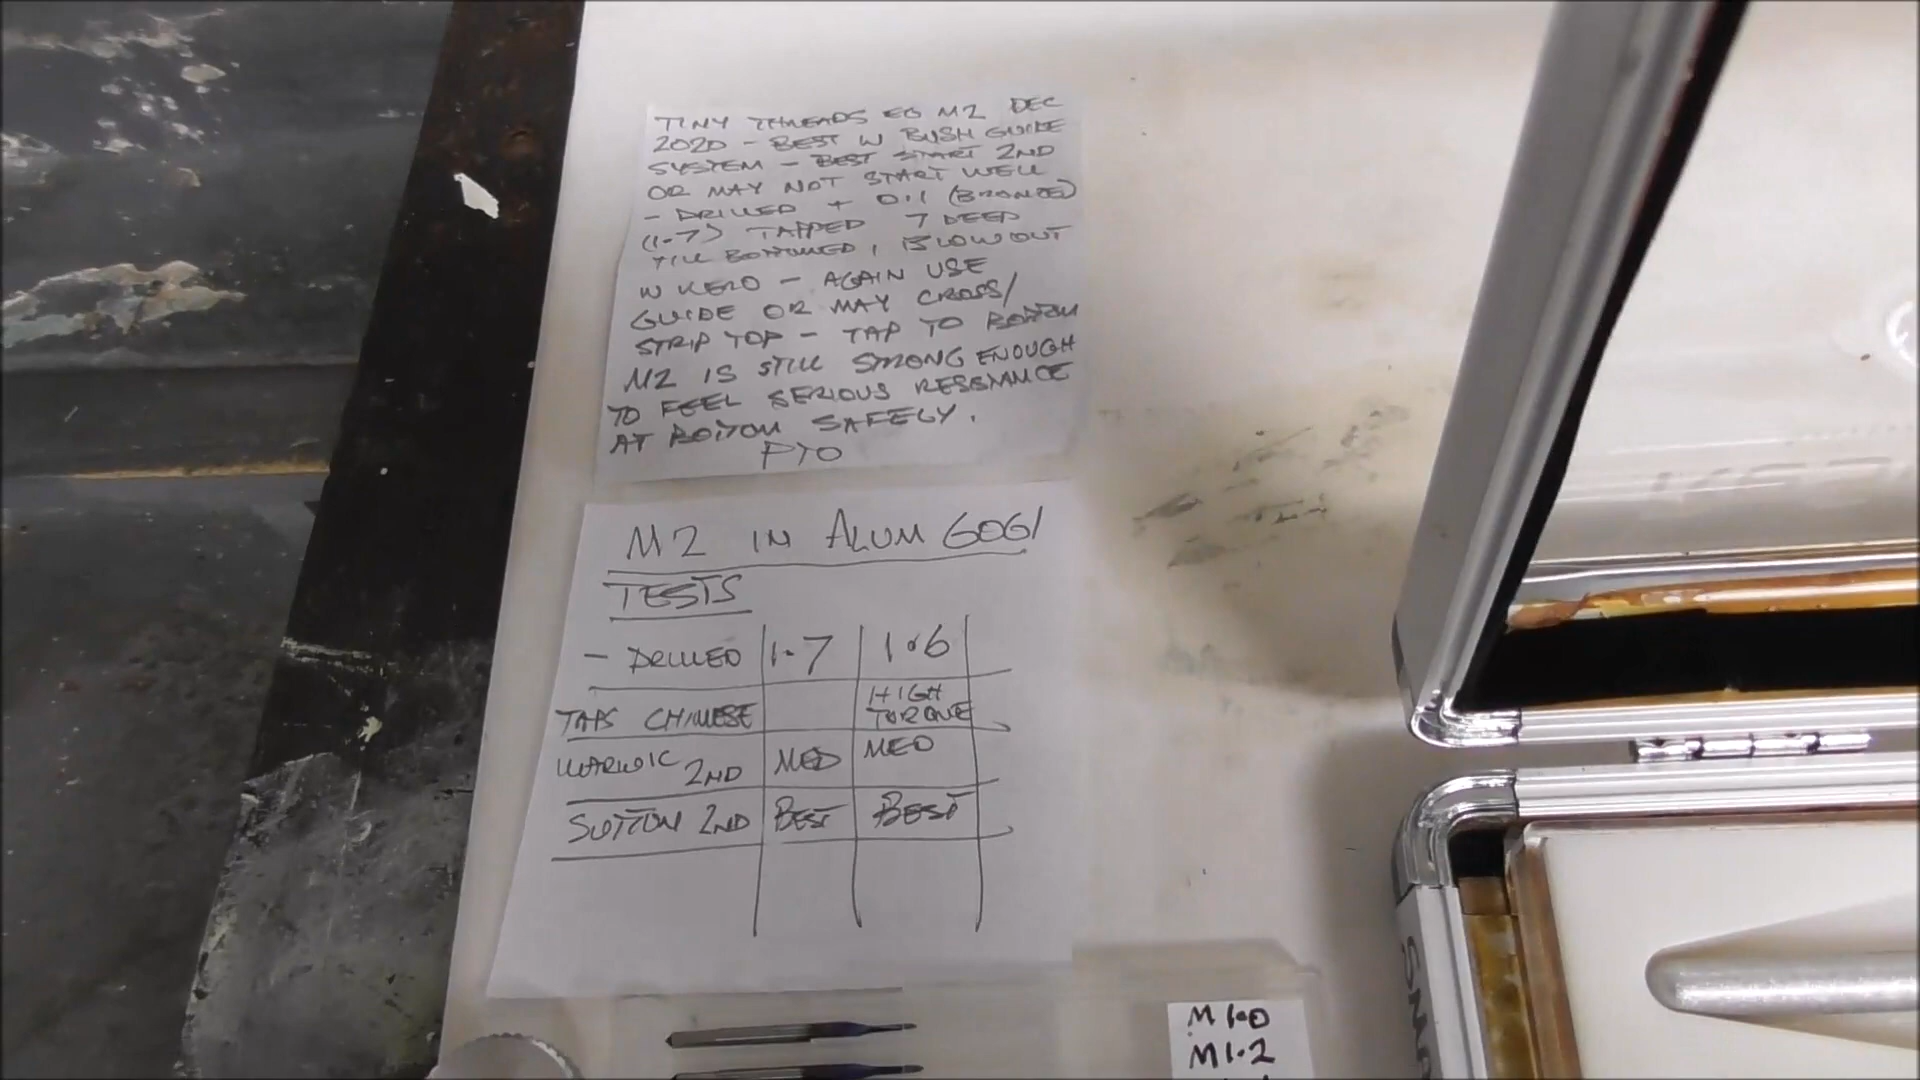 TINY THREADS EG M2 DEC
2020 - BEST W BUSH GUIDE
SYSTEM - BEST START 2ND
OR MAY NOT START WELL
- DRILLED + 0.1 (BRONZE)
(1.7) TAPPED 7 DEEP
TILL BOTTOMED, BLOW OUT
W KERO - AGAIN USE
GUIDE OR MAY CROSS/
STRIP TOP - TAP TO BOTTOM
M2 IS STILL STRONG ENOUGH
TO FEEL SERIOUS RESISTANCE
AT BOTTOM SAFELY.
PTO
M2 IN ALUM 6061
TESTS
- DRILLED 1.7 1.6
TAPS CHINESE HIGH TORQUE
2ND MED MED
SUTTON 2ND BEST BEST
M1.0
M1.2